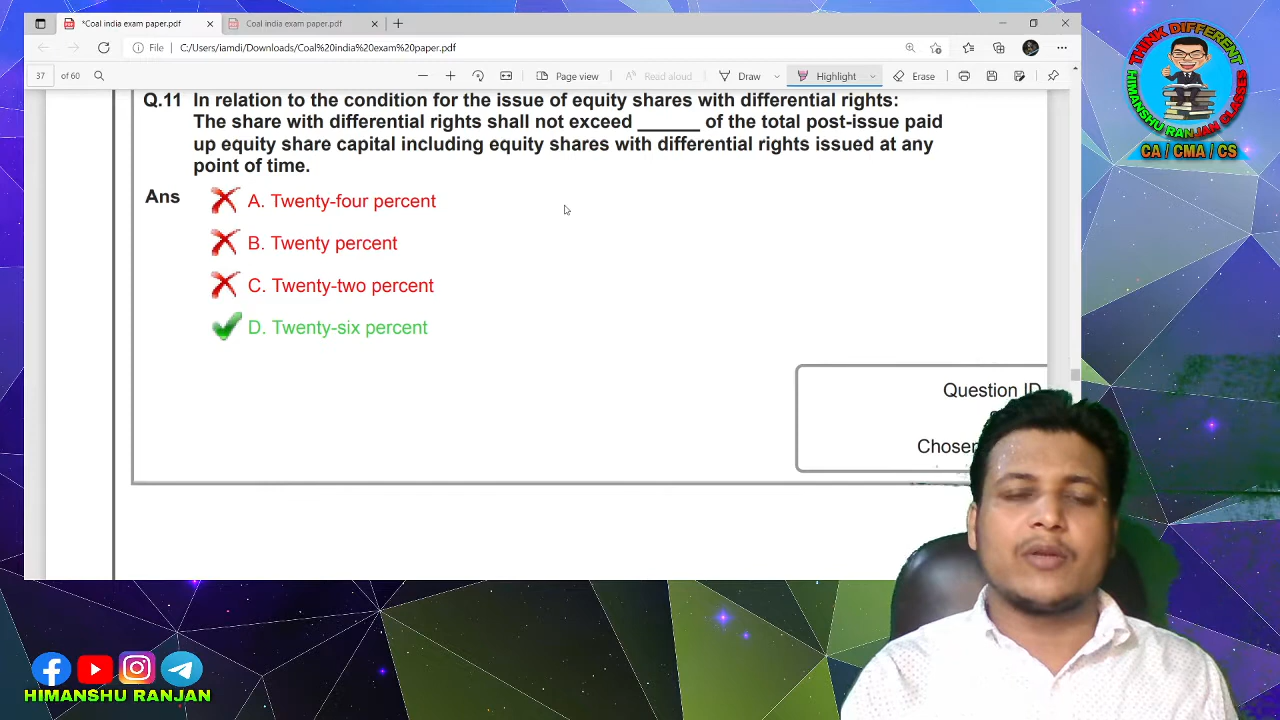 *Coal india exam paper.pdf
Coal india exam paper.pdf
File
C:/Users/iamdi/Downloads/Coal%20india%20exam%20paper.pdf
37 of 60
Page view
Read aloud
Draw
Highlight
Erase
Q.11 In relation to the condition for the issue of equity shares with differential rights:
The share with differential rights shall not exceed ______ of the total post-issue paid
up equity share capital including equity shares with differential rights issued at any
point of time.
Ans
A. Twenty-four percent
B. Twenty percent
C. Twenty-two percent
D. Twenty-six percent
Question ID
Chosen
THINK DIFFERENT
HIMANSHU RANJAN CLASSES
CA / CMA / CS
HIMANSHU RANJAN